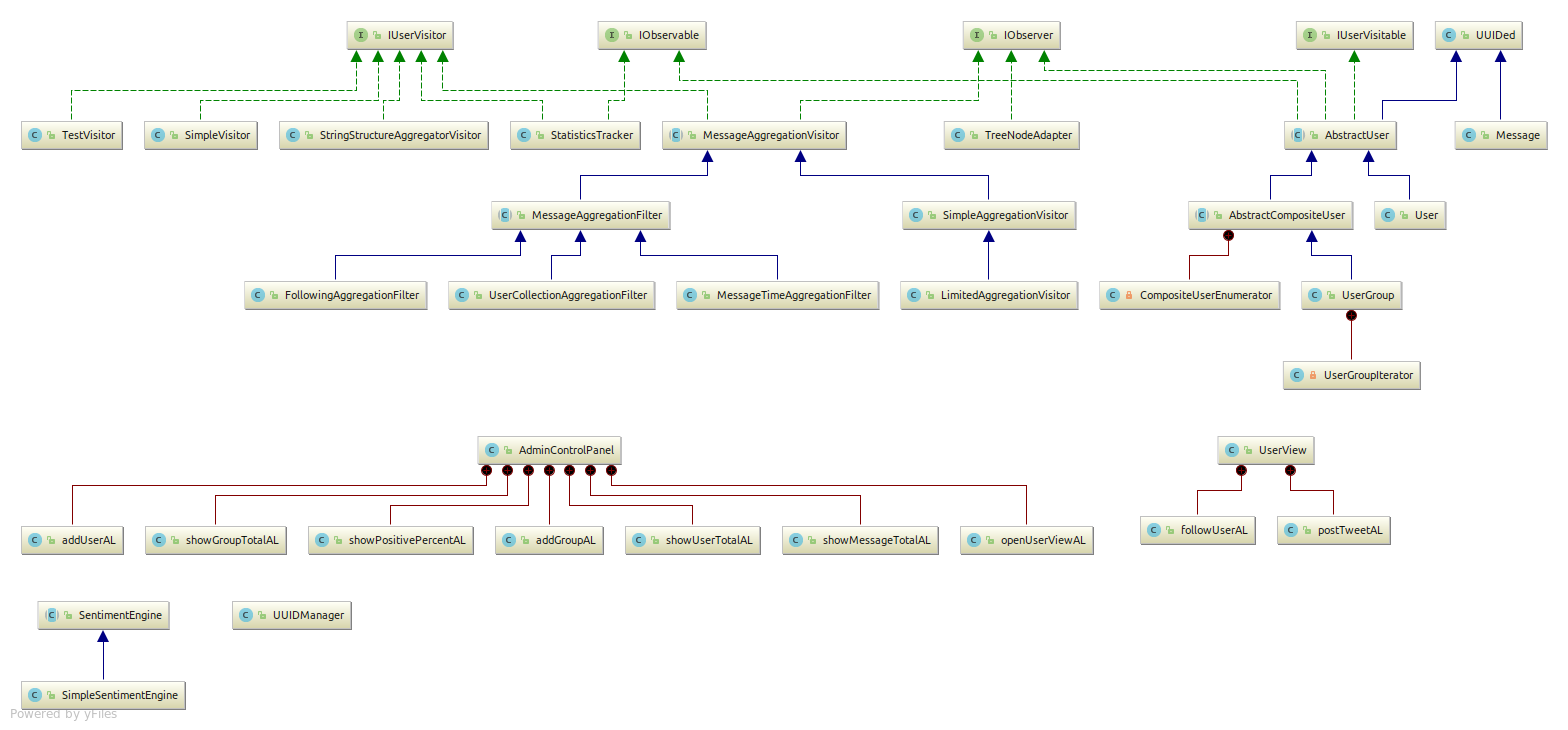 IUserVisitor
IObservable
IObserver
IUserVisitable
UUIDed
TestVisitor
SimpleVisitor
StringStructureAggregatorVisitor
StatisticsTracker
MessageAggregationVisitor
TreeNodeAdapter
AbstractUser
Message
MessageAggregationFilter
SimpleAggregationVisitor
AbstractCompositeUser
User
FollowingAggregationFilter
UserCollectionAggregationFilter
MessageTimeAggregationFilter
LimitedAggregationVisitor
CompositeUserEnumerator
UserGroup
UserGroupIterator
AdminControlPanel
UserView
addUserAL
showGroupTotalAL
showPositivePercentAL
addGroupAL
showUserTotalAL
showMessageTotalAL
openUserViewAL
followUserAL
postTweetAL
SentimentEngine
UUIDManager
SimpleSentimentEngine
Powered by yFiles